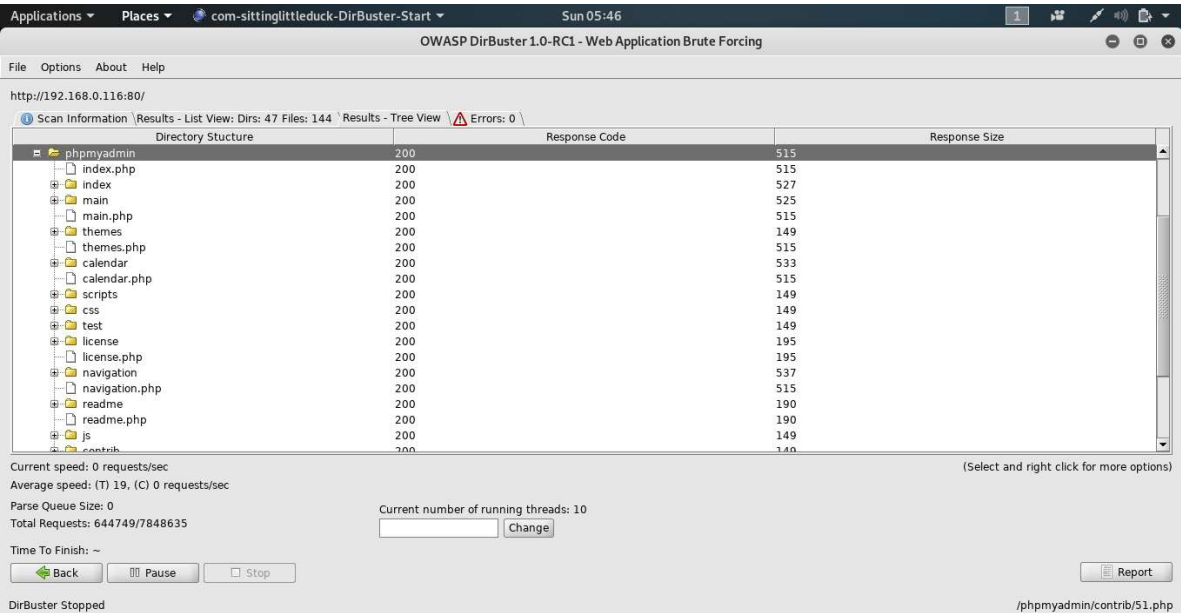 Applications Places com-sittinglittleduck-DirBuster-Start Sun 05:46 1
OWASP DirBuster 1.0-RC1 - Web Application Brute Forcing
File Options About Help
http://192.168.0.116:80/
Scan Information Results - List View: Dirs: 47 Files: 144 Results - Tree View Errors: 0
Directory Stucture Response Code Response Size
phpmyadmin 200 515
index.php 200 515
index 200 527
main 200 525
main.php 200 515
themes 200 149
themes.php 200 515
calendar 200 533
calendar.php 200 515
scripts 200 149
css 200 149
test 200 149
license 200 195
license.php 200 195
navigation 200 537
navigation.php 200 515
readme 200 190
readme.php 200 190
js 200 149
contrib 200 149
Current speed: 0 requests/sec (Select and right click for more options)
Average speed: (T) 19, (C) 0 requests/sec
Parse Queue Size: 0 Current number of running threads: 10
Total Requests: 644749/7848635 Change
Time To Finish: ~
Back Pause Stop Report
DirBuster Stopped /phpmyadmin/contrib/51.php